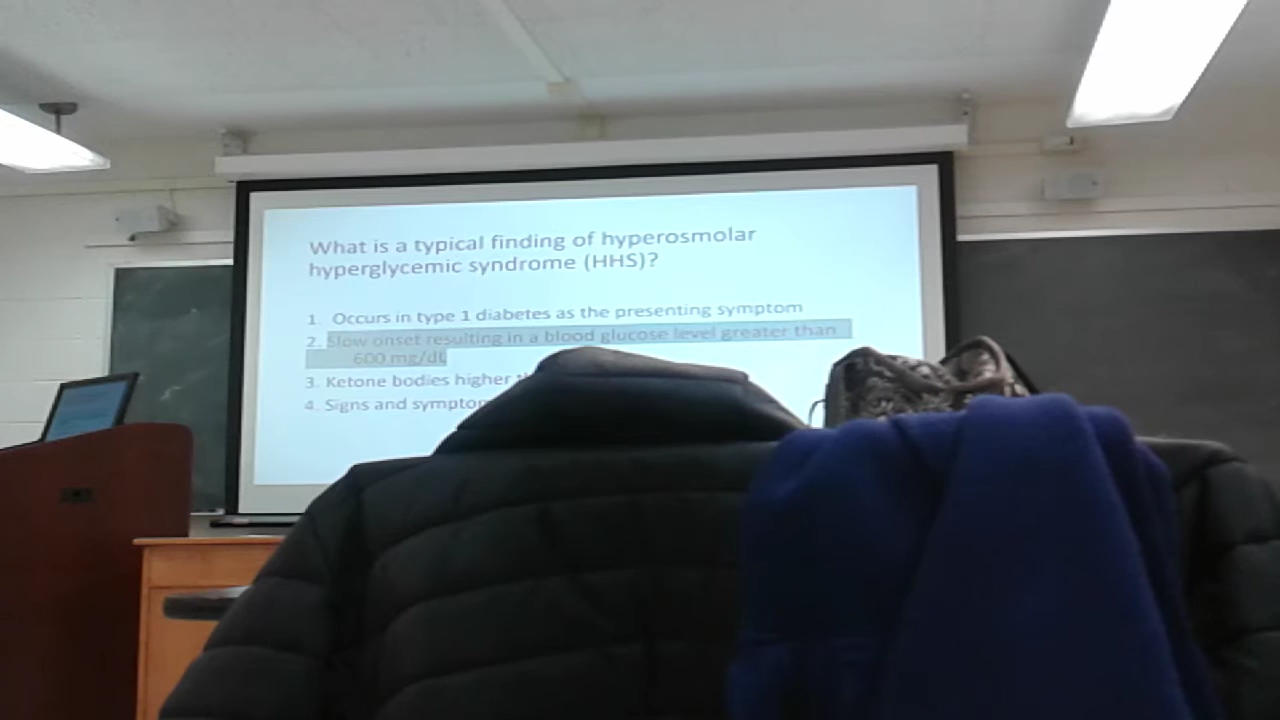 What is a typical finding of hyperosmolar
hyperglycemic syndrome (HHS)?
1. Occurs in type 1 diabetes as the presenting symptom
2. Slow onset resulting in a blood glucose level greater than
600 mg/dL
3. Ketone bodies higher
4. Signs and